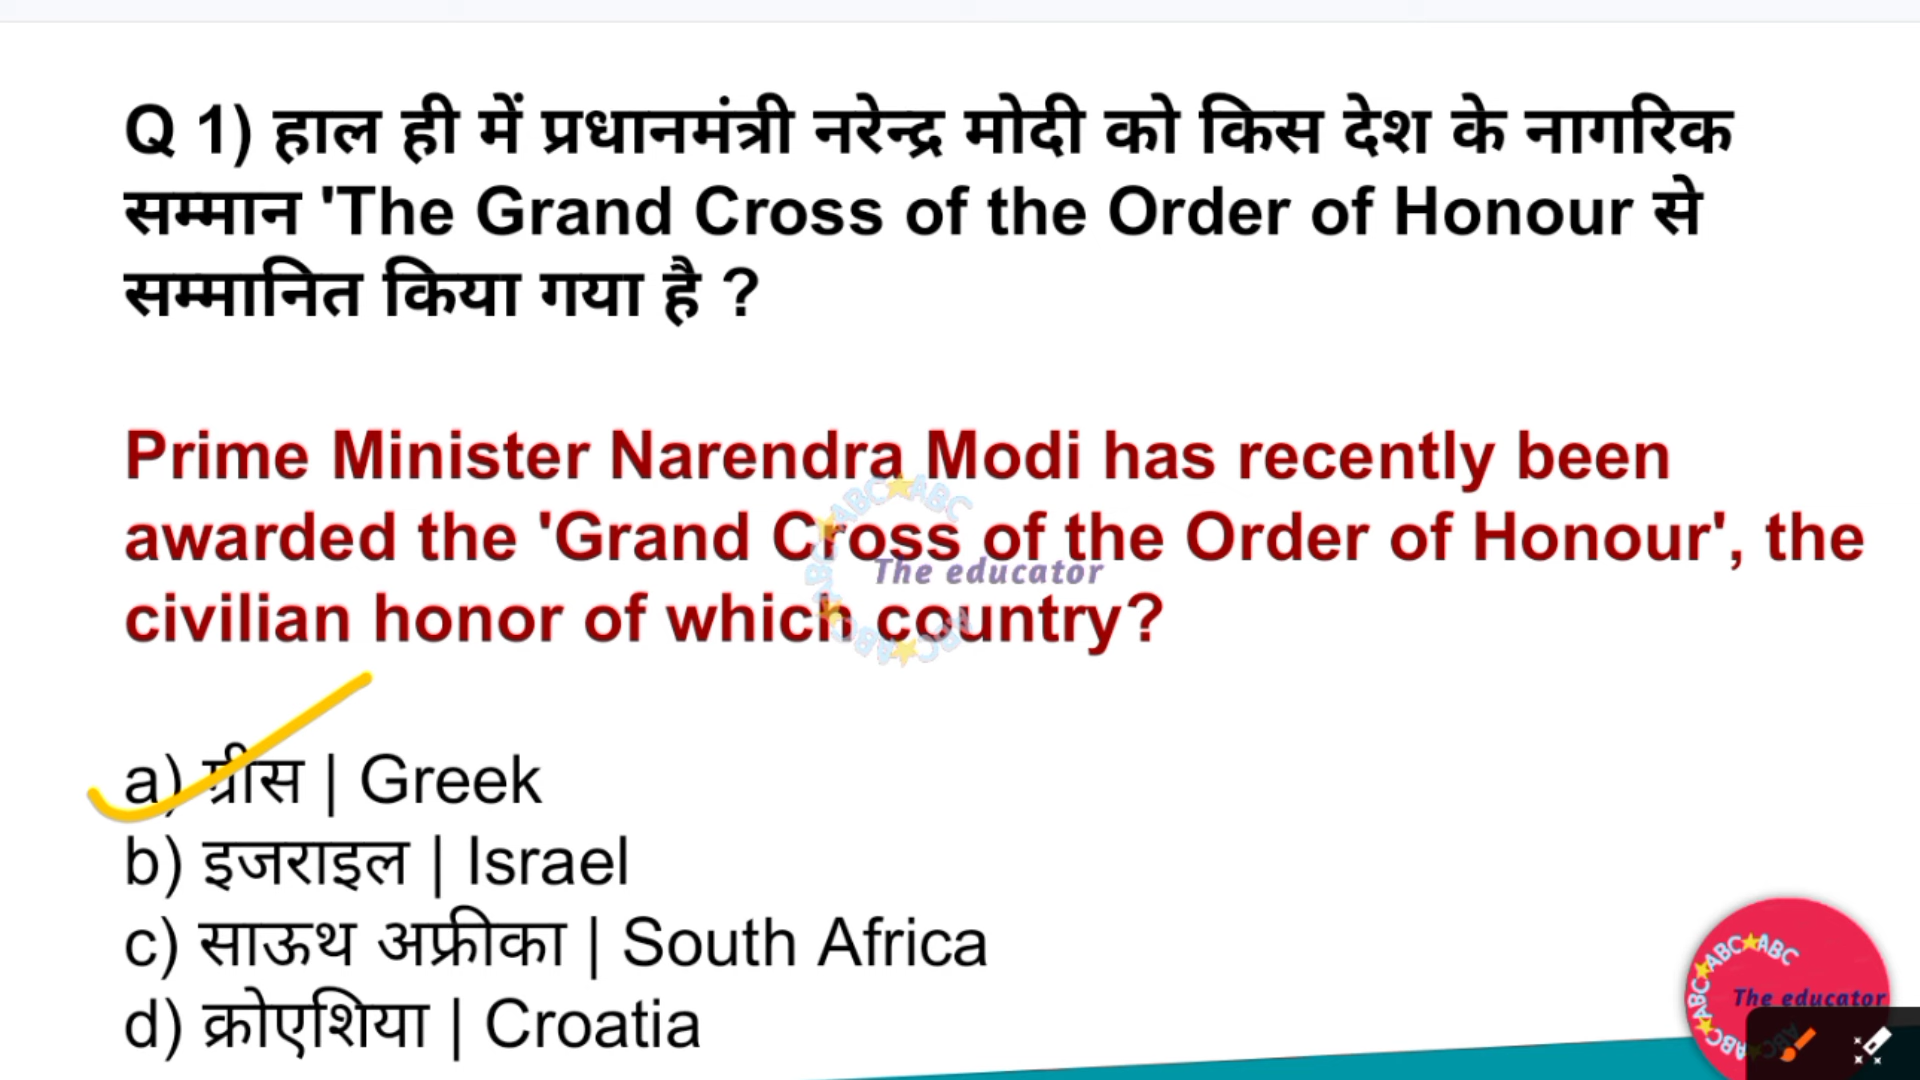 Q 1) हाल ही में प्रधानमंत्री नरेन्द्र मोदी को किस देश के नागरिक
सम्मान 'The Grand Cross of the Order of Honour से
सम्मानित किया गया है ?
Prime Minister Narendra Modi has recently been
awarded the 'Grand Cross of the Order of Honour', the
civilian honor of which country?
The educator
a) ग्रीस | Greek
b) इजराइल | Israel
c) साऊथ अफ्रीका | South Africa
d) क्रोएशिया | Croatia
ABC ABC
The educator